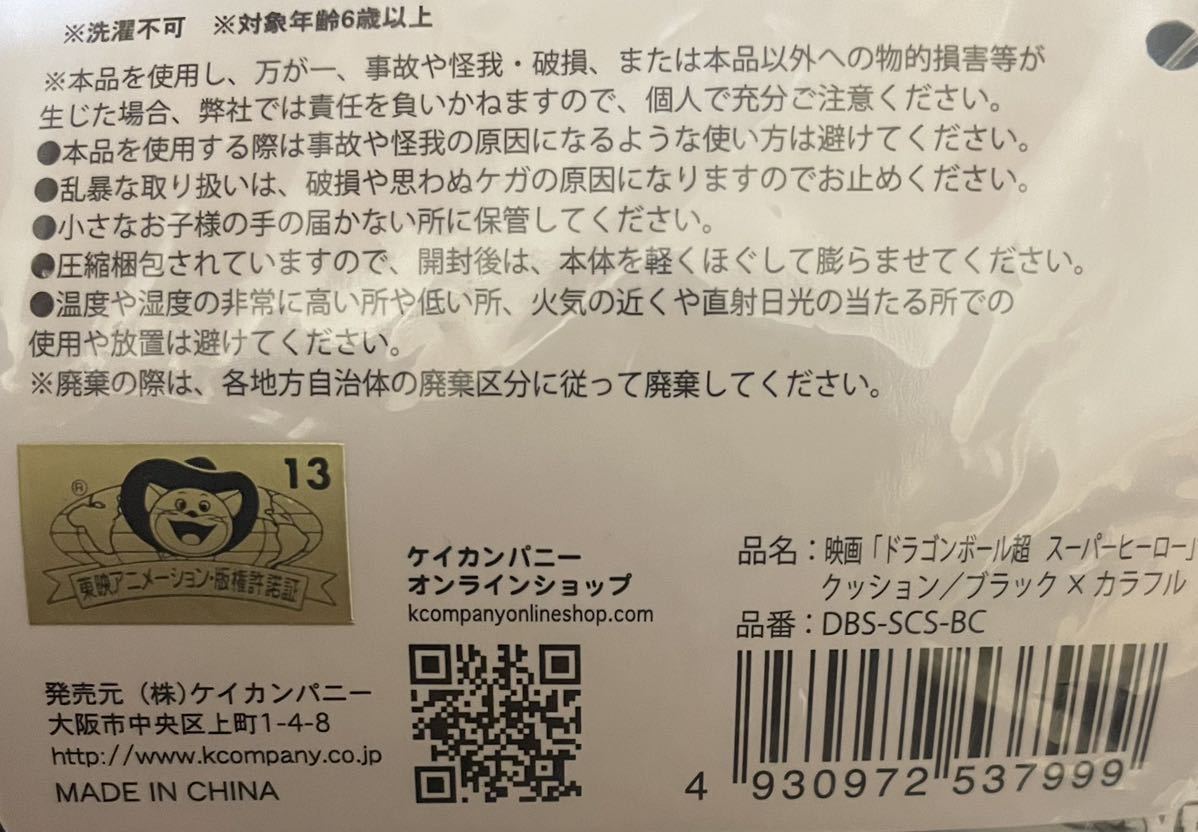 ※洗濯不可　※対象年齢6歳以上
※本品を使用し、万が一、事故や怪我・破損、または本品以外への物的損害等が
生じた場合、弊社では責任を負いかねますので、個人で充分ご注意ください。
●本品を使用する際は事故や怪我の原因になるような使い方は避けてください。
●乱暴な取り扱いは、破損や思わぬケガの原因になりますのでお止めください。
●小さなお子様の手の届かない所に保管してください。
●圧縮梱包されていますので、開封後は、本体を軽くほぐして膨らませてください。
●温度や湿度の非常に高い所や低い所、火気の近くや直射日光の当たる所での
使用や放置は避けてください。
※廃棄の際は、各地方自治体の廃棄区分に従って廃棄してください。
13
®
東映アニメーション・版権許諾証
発売元（株）ケイカンパニー
大阪市中央区上町1-4-8
http://www.kcompany.co.jp
MADE IN CHINA
ケイカンパニー
オンラインショップ
kcompanyonlineshop.com
品名：映画「ドラゴンボール超　スーパーヒーロー」
クッション／ブラック×カラフル
品番：DBS-SCS-BC
4 930972 537999